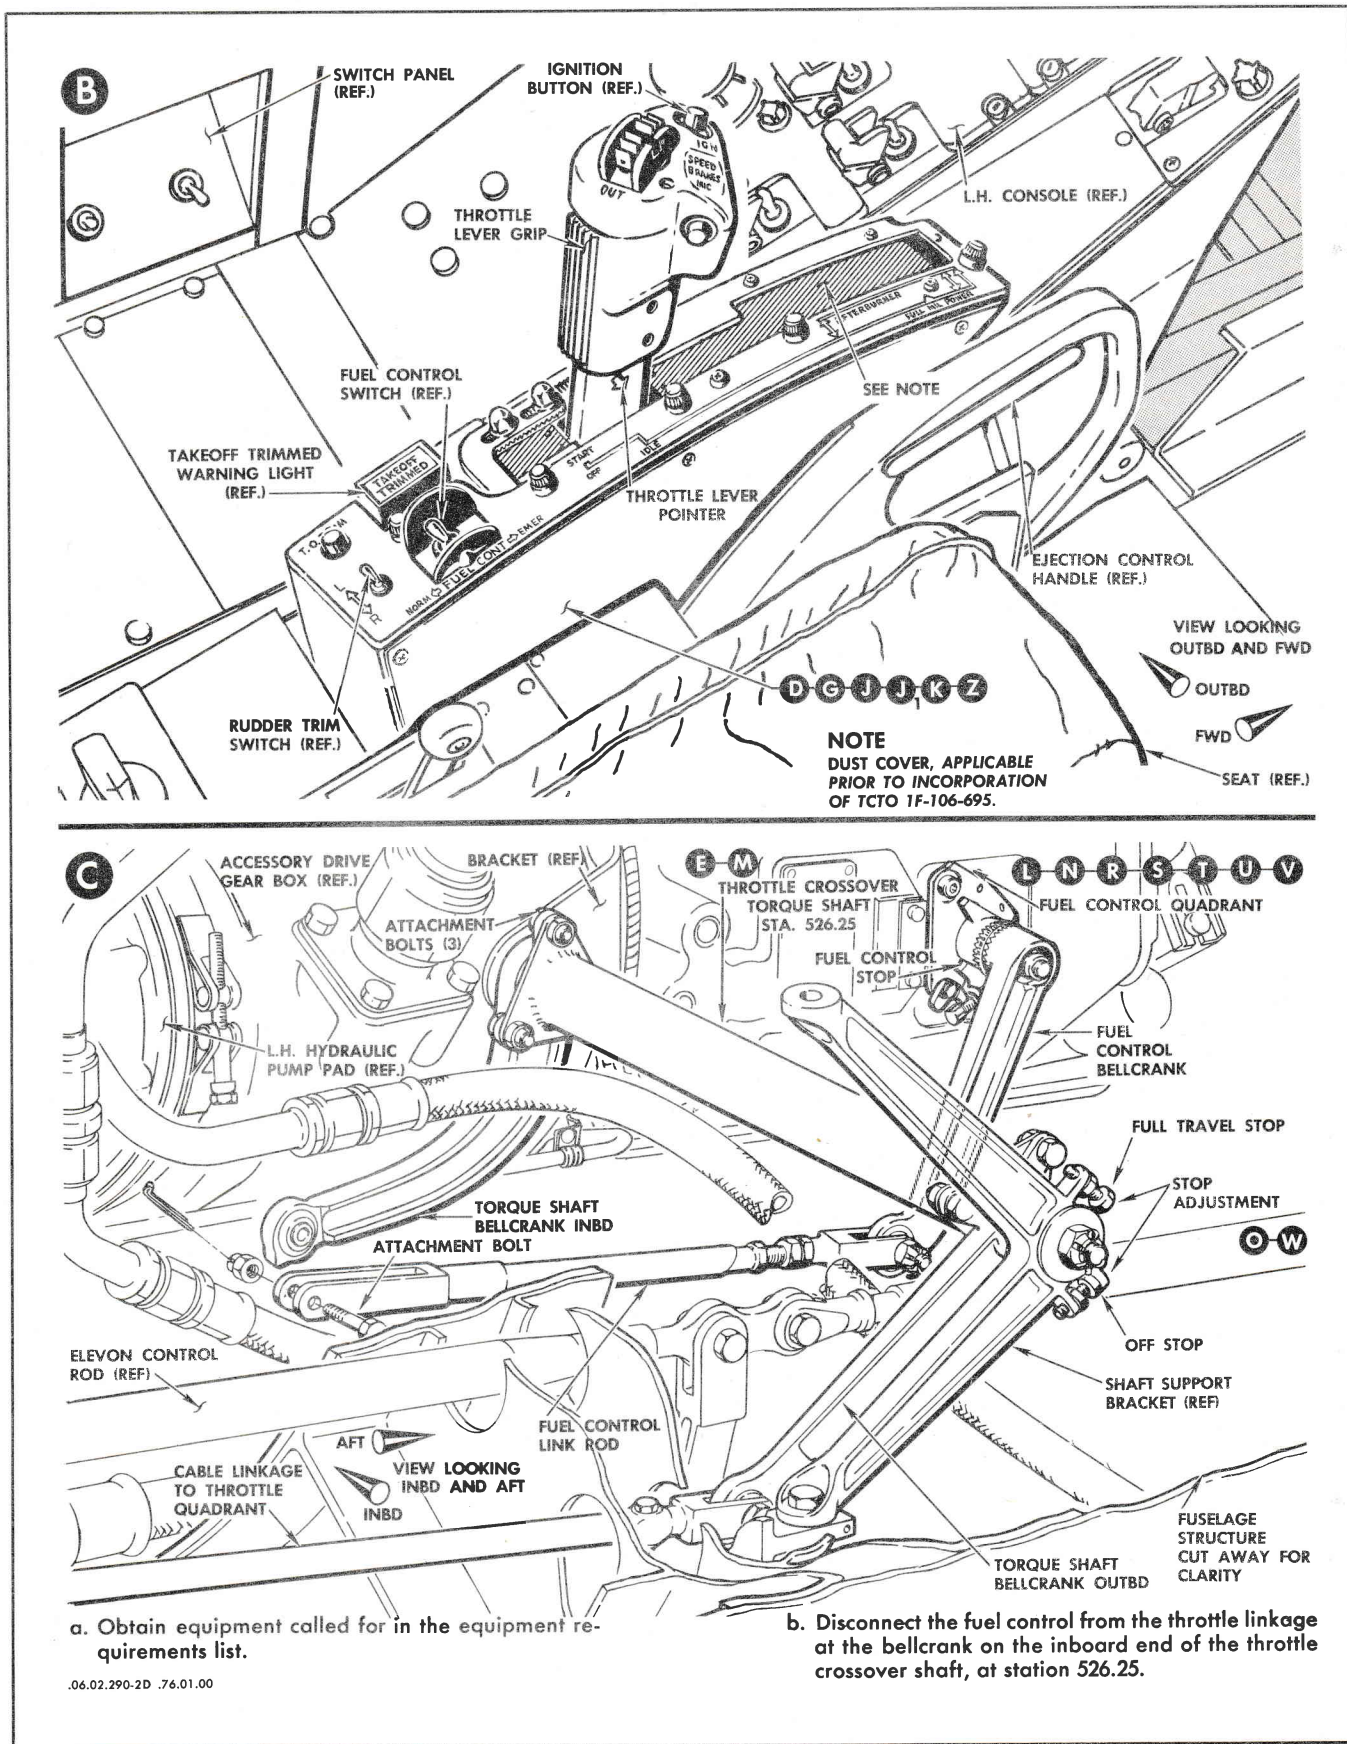 B
SWITCH PANEL
(REF.)
IGNITION
BUTTON (REF.)
IGN
SPEED
BRAKES
MIC
OUT
L.H. CONSOLE (REF.)
THROTTLE
LEVER GRIP
AFTERBURNER
FULL MIL POWER
FUEL CONTROL
SWITCH (REF.)
SEE NOTE
TAKEOFF TRIMMED
WARNING LIGHT
(REF.)
TAKEOFF
TRIMMED
START
OFF
IDLE
THROTTLE LEVER
POINTER
L
R
NORM FUEL CONT EMER
EJECTION CONTROL
HANDLE (REF.)
VIEW LOOKING
OUTBD AND FWD
OUTBD
FWD
D G J J1 K Z
RUDDER TRIM
SWITCH (REF.)
NOTE
DUST COVER, APPLICABLE
PRIOR TO INCORPORATION
OF TCTO 1F-106-695.
SEAT (REF.)
C
ACCESSORY DRIVE
GEAR BOX (REF.)
BRACKET (REF)
E M
L N R S T U V
THROTTLE CROSSOVER
TORQUE SHAFT
STA. 526.25
FUEL CONTROL QUADRANT
ATTACHMENT
BOLTS (3)
FUEL CONTROL
STOP
L.H. HYDRAULIC
PUMP PAD (REF.)
FUEL
CONTROL
BELLCRANK
FULL TRAVEL STOP
STOP
ADJUSTMENT
TORQUE SHAFT
BELLCRANK INBD
ATTACHMENT BOLT
O W
OFF STOP
ELEVON CONTROL
ROD (REF)
SHAFT SUPPORT
BRACKET (REF)
FUEL CONTROL
LINK ROD
AFT
VIEW LOOKING
INBD AND AFT
INBD
CABLE LINKAGE
TO THROTTLE
QUADRANT
FUSELAGE
STRUCTURE
CUT AWAY FOR
CLARITY
TORQUE SHAFT
BELLCRANK OUTBD
a. Obtain equipment called for in the equipment re-
quirements list.
b. Disconnect the fuel control from the throttle linkage
at the bellcrank on the inboard end of the throttle
crossover shaft, at station 526.25.
.06.02.290-2D .76.01.00